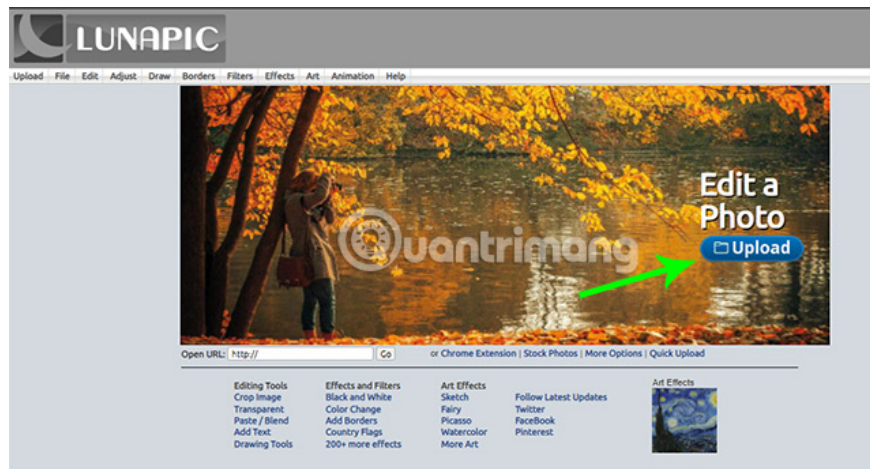 LUNAPIC
Upload File Edit Adjust Draw Borders Filters Effects Art Animation Help
Edit a
Photo
Upload
Quantrimang
Open URL: http:// Go or Chrome Extension | Stock Photos | More Options | Quick Upload
Editing Tools Effects and Filters Art Effects Art Effects
Crop Image Black and White Sketch Follow Latest Updates
Transparent Color Change Fairy Twitter
Paste / Blend Add Borders Picasso FaceBook
Add Text Country Flags Watercolor Pinterest
Drawing Tools 200+ more effects More Art